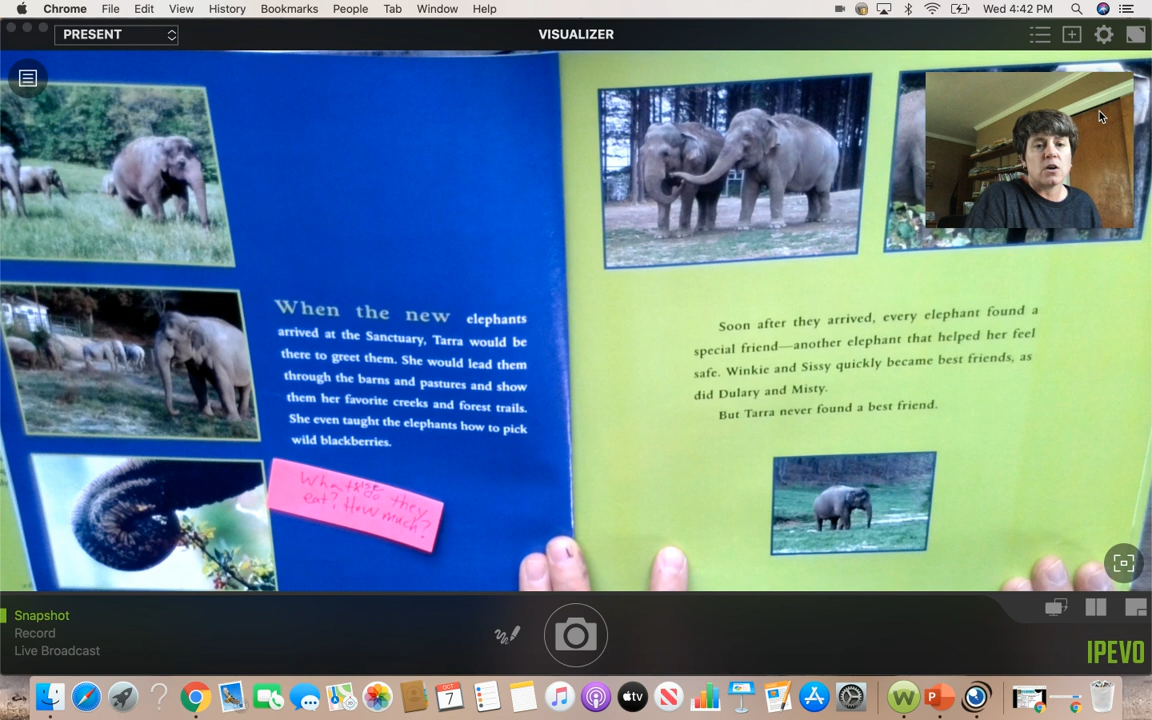 Chrome File Edit View History Bookmarks People Tab Window Help Wed 4:42 PM
PRESENT VISUALIZER
When the new elephants
arrived at the Sanctuary, Tarra would be
there to greet them. She would lead them
through the barns and pastures and show
them her favorite creeks and forest trails.
She even taught the elephants how to pick
wild blackberries.
What else do they
eat? How much?
Soon after they arrived, every elephant found a
special friend—another elephant that helped her feel
safe. Winkie and Sissy quickly became best friends, as
did Dulary and Misty.
But Tarra never found a best friend.
Snapshot
Record
Live Broadcast
IPEVO
OCT
7
tv